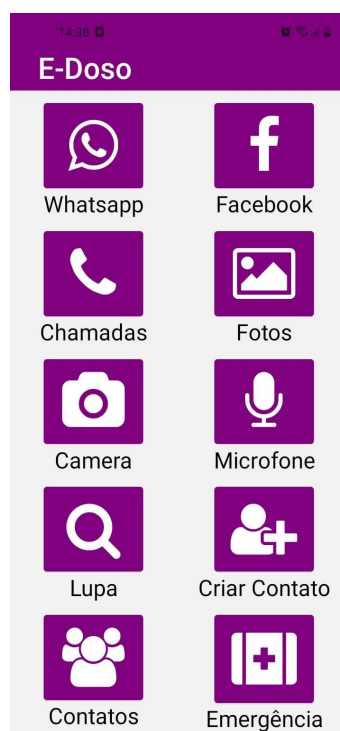 14:38
E-Doso
Whatsapp Facebook
Chamadas Fotos
Camera Microfone
Lupa Criar Contato
Contatos Emergência